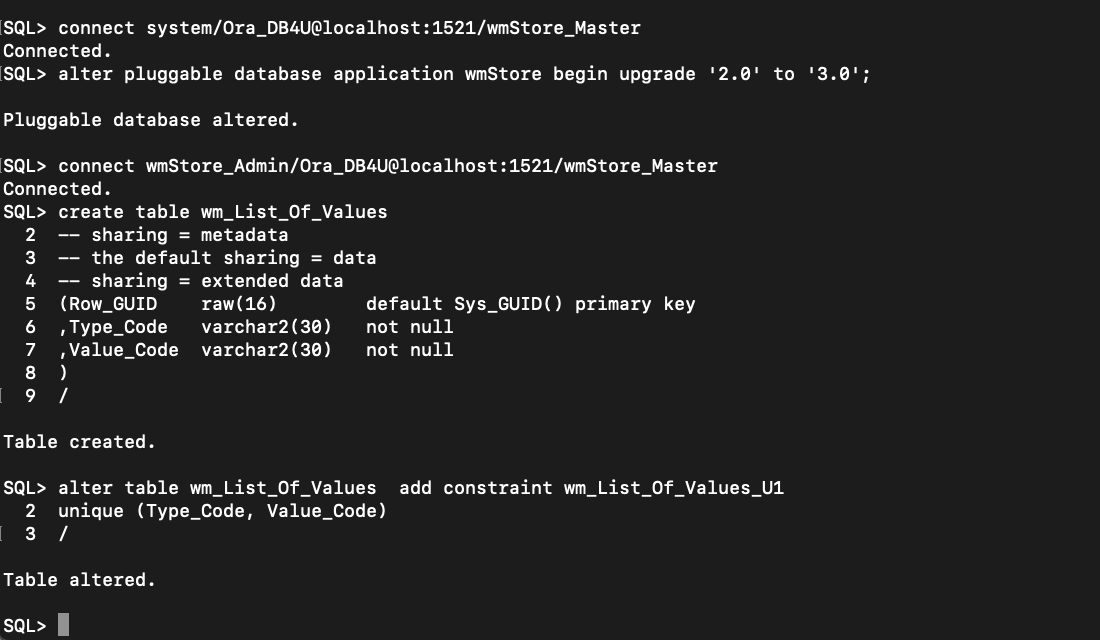 SQL> connect system/Ora_DB4U@localhost:1521/wmStore_Master
Connected.
SQL> alter pluggable database application wmStore begin upgrade '2.0' to '3.0';
Pluggable database altered.
SQL> connect wmStore_Admin/Ora_DB4U@localhost:1521/wmStore_Master
Connected.
SQL> create table wm_List_Of_Values
  2  -- sharing = metadata
  3  -- the default sharing = data
  4  -- sharing = extended data
  5  (Row_GUID    raw(16)        default Sys_GUID() primary key
  6  ,Type_Code   varchar2(30)   not null
  7  ,Value_Code  varchar2(30)   not null
  8  )
  9  /
Table created.
SQL> alter table wm_List_Of_Values  add constraint wm_List_Of_Values_U1
  2  unique (Type_Code, Value_Code)
  3  /
Table altered.
SQL>